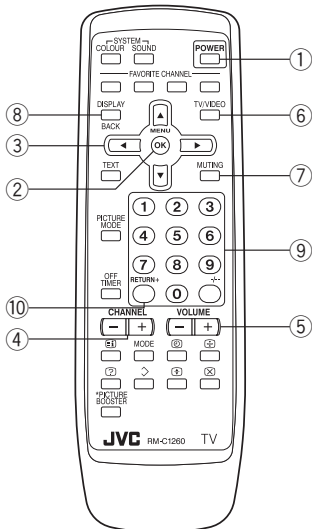 SYSTEM
COLOUR SOUND
POWER
①
FAVORITE CHANNEL
⑧
DISPLAY
TV/VIDEO
⑥
BACK
MENU
③
OK
②
TEXT
MUTING
⑦
1 2 3
PICTURE
MODE
4 5 6
⑨
7 8 9
OFF
TIMER
RETURN+
-/--
0
⑩
CHANNEL
VOLUME
− + − +
⑤
④
MODE
?
*PICTURE
BOOSTER
JVC RM-C1260 TV